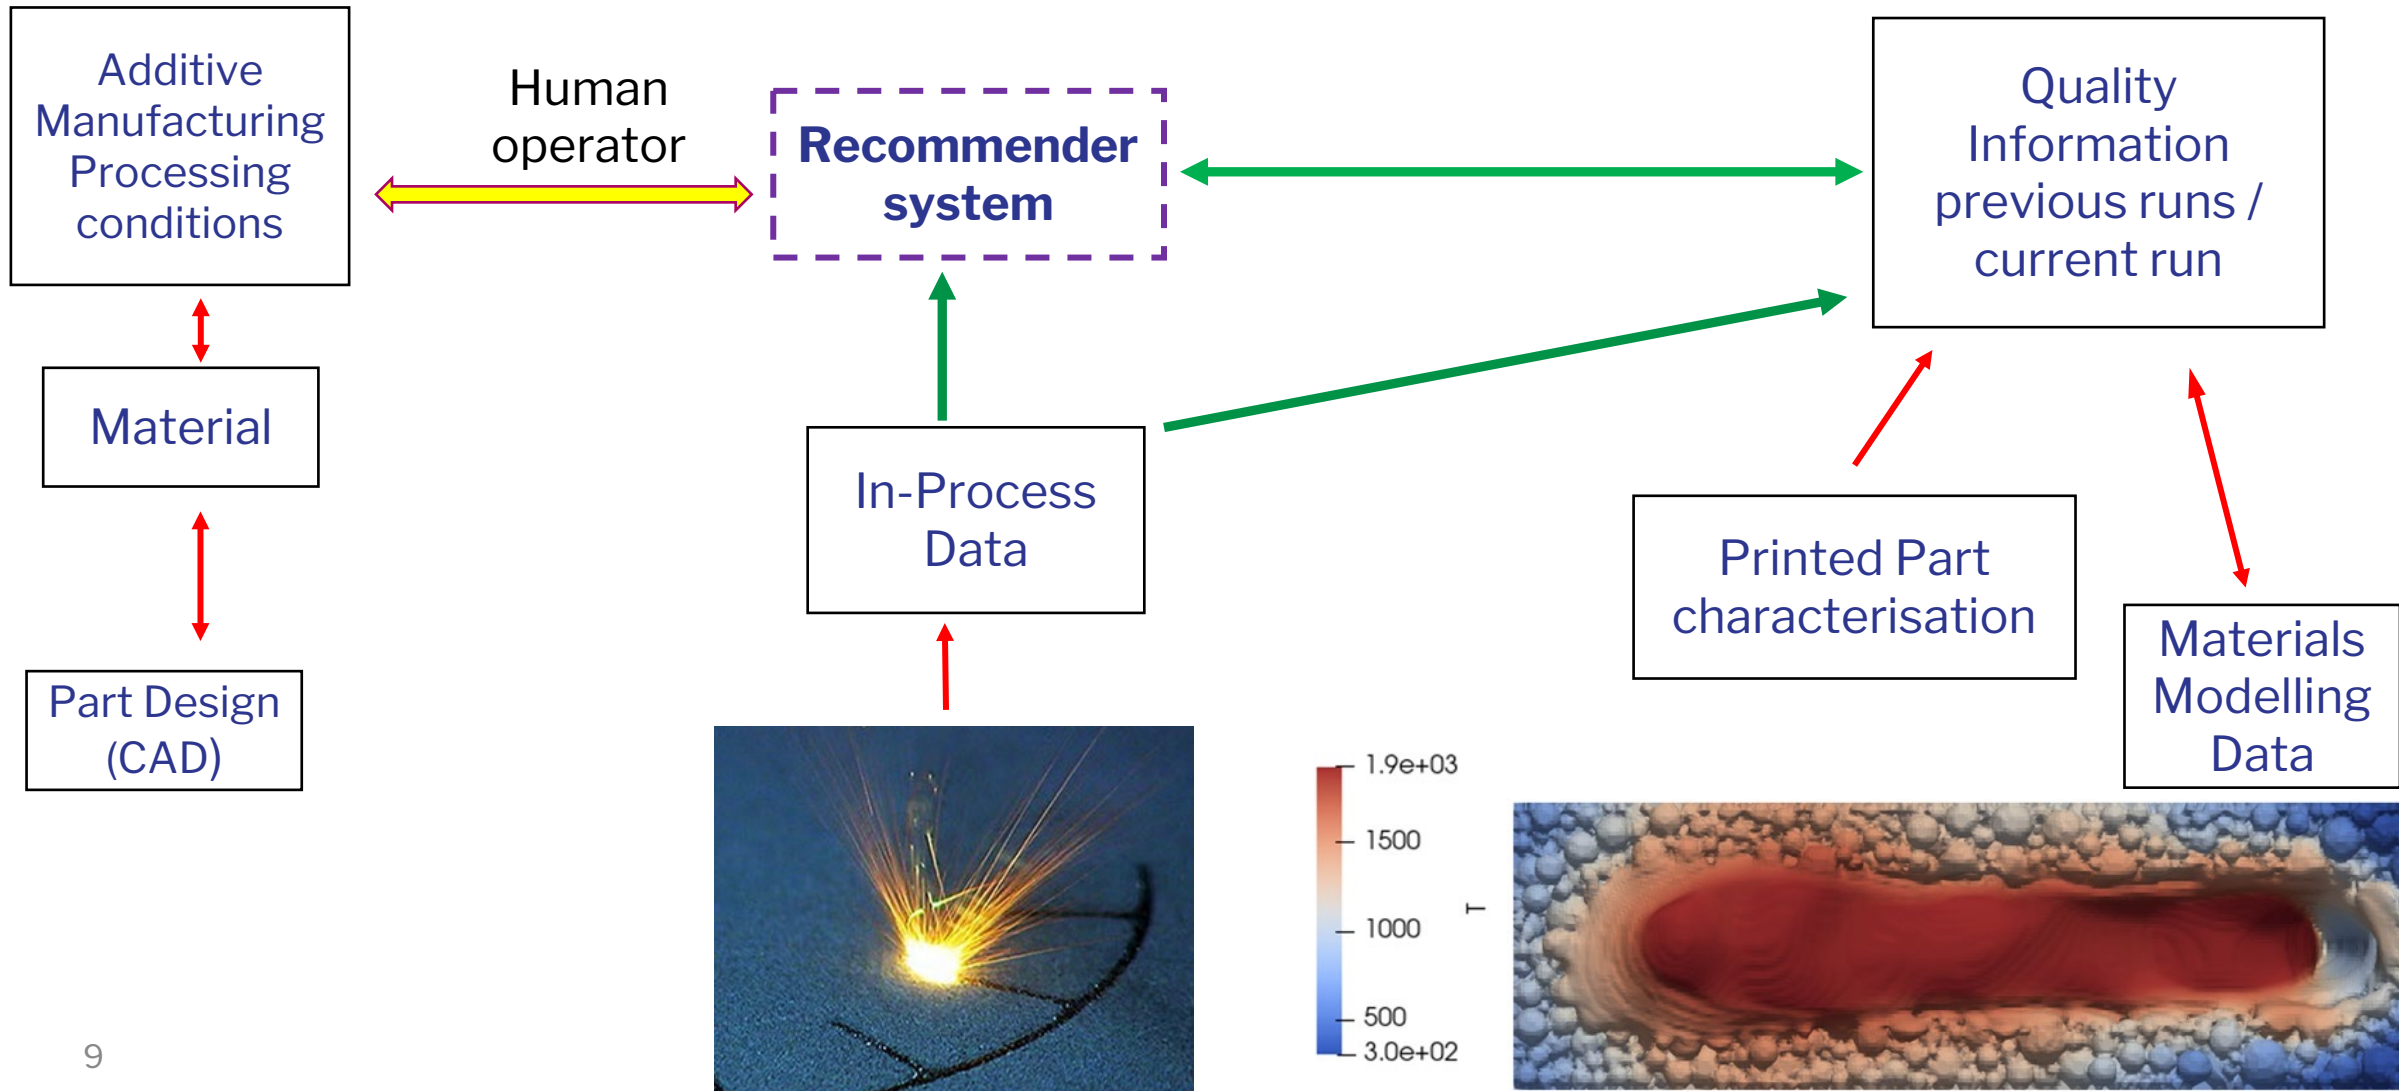 Additive
Manufacturing
Processing
conditions
Human
operator
Recommender
system
Quality
Information
previous runs /
current run
Material
In-Process
Data
Printed Part
characterisation
Part Design
(CAD)
Materials
Modelling
Data
1.9e+03
1500
1000
500
3.0e+02
T
9